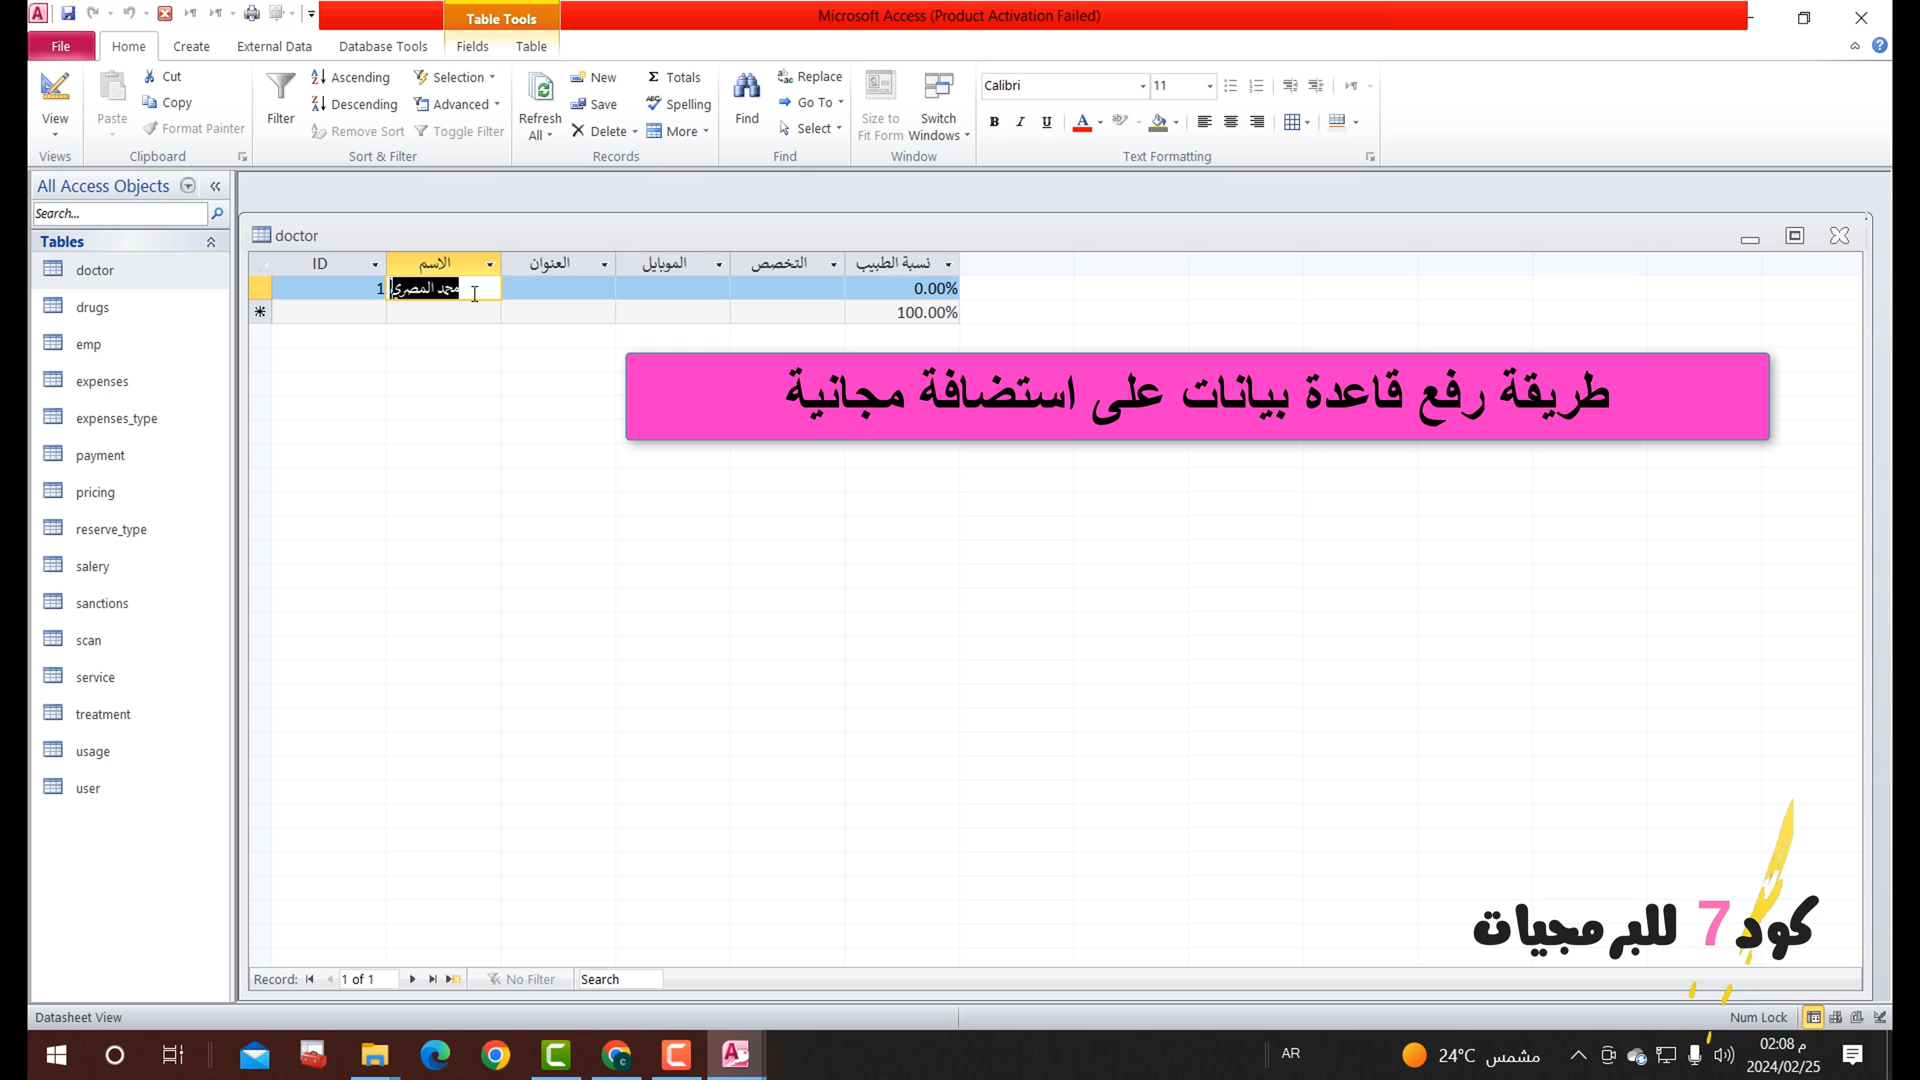 Table Tools
Microsoft Access (Product Activation Failed)
File
Home
Create
External Data
Database Tools
Fields
Table
View
Views
Paste
Cut
Copy
Format Painter
Clipboard
Filter
Ascending
Descending
Remove Sort
Selection
Advanced
Toggle Filter
Sort & Filter
Refresh All
New
Save
Delete
Totals
Spelling
More
Records
Find
Replace
Go To
Select
Find
Size to Fit Form
Switch Windows
Window
Calibri
11
B I U
Text Formatting
All Access Objects
Search...
Tables
doctor
drugs
emp
expenses
expenses_type
payment
pricing
reserve_type
salery
sanctions
scan
service
treatment
usage
user
doctor
ID الاسم العنوان الموبايل التخصص نسبة الطبيب
1 محمد المصري 0.00%
100.00%
طريقة رفع قاعدة بيانات على استضافة مجانية
كود 7 للبرمجيات
Record: 1 of 1 No Filter Search
Datasheet View
Num Lock
AR
24°C مشمس
02:08 م
2024/02/25